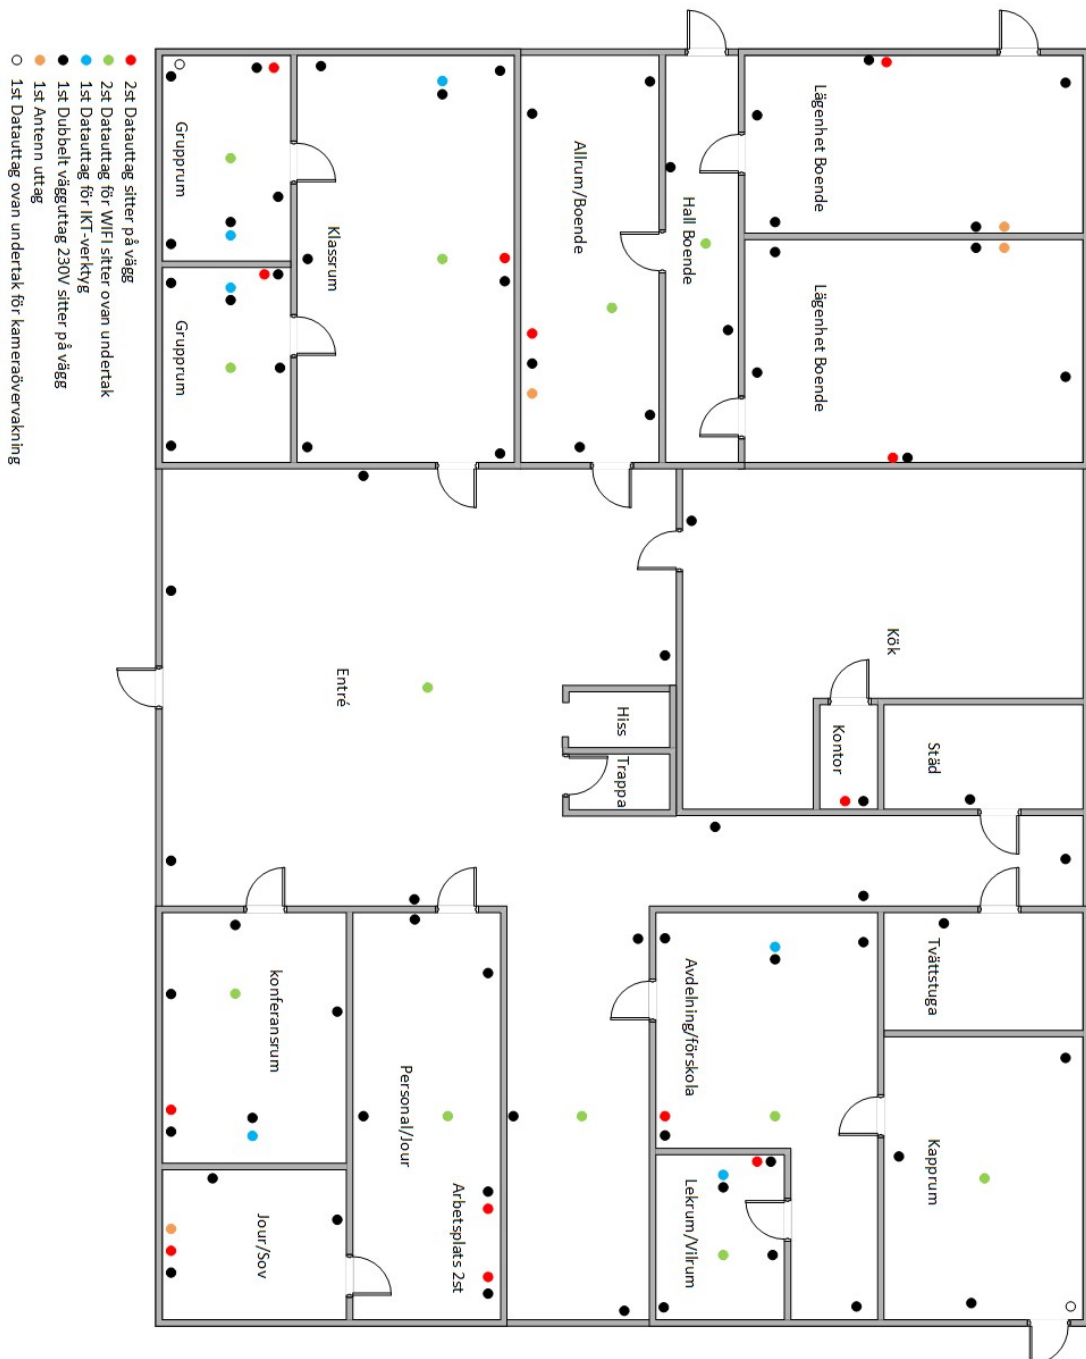 Lägenhet Boende
Lägenhet Boende
Hall Boende
Allrum/Boende
Klassrum
Grupprum
Grupprum
Kök
Städ
Kontor
Hiss
Trappa
Entré
Tvättstuga
Kapprum
Avdelning/förskola
Lekrum/Vilrum
Personal/Jour
Arbetsplats 2st
konferansrum
Jour/Sov
2st Datauttag sitter på vägg
2st Datauttag för WIFI sitter ovan undertak
1st Datauttag för IKT-verktyg
1st Dubbelt vägguttag 230V sitter på vägg
1st Antenn uttag
1st Datauttag ovan undertak för kameraövervakning